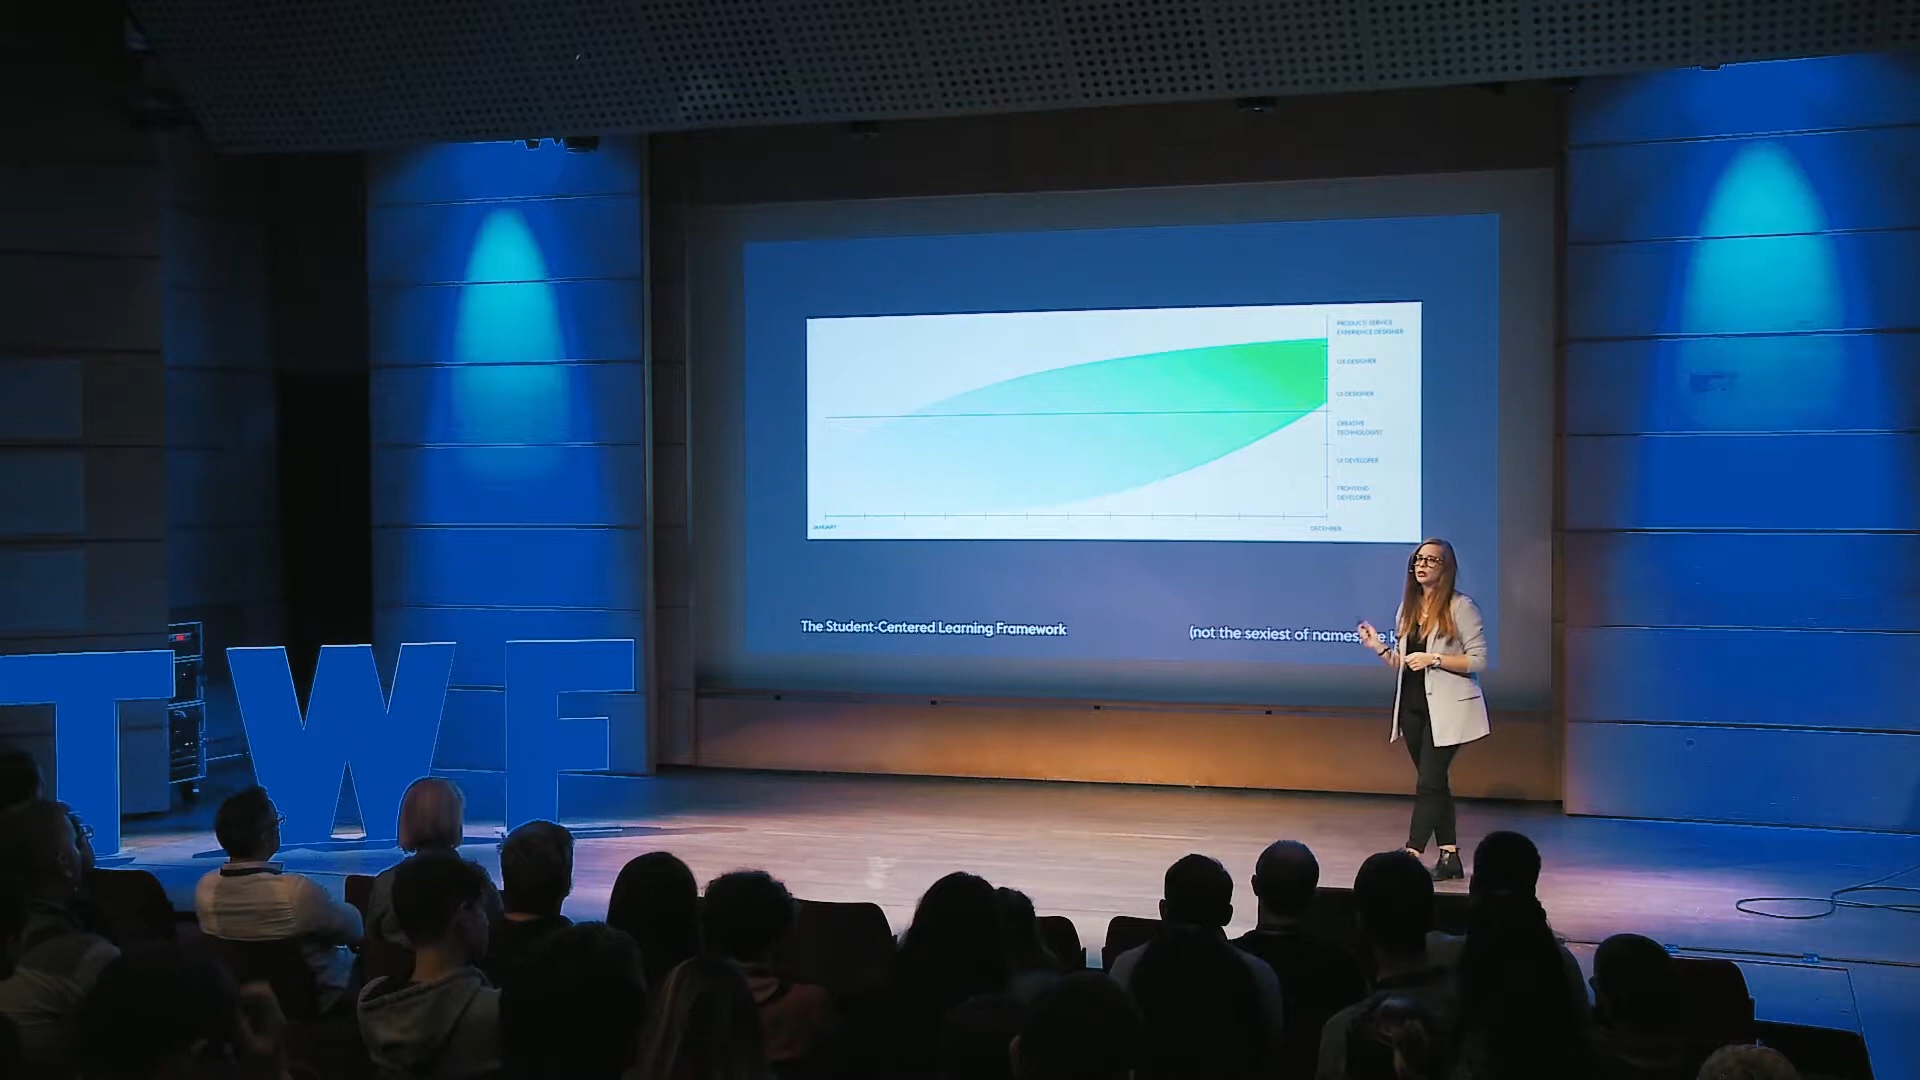 PRODUCT/ SERVICE
EXPERIENCE DESIGNER
UX DESIGNER
UI DESIGNER
CREATIVE
TECHNOLOGIST
UI DEVELOPER
FRONTEND
DEVELOPER
JANUARY
DECEMBER
The Student-Centered Learning Framework
(not the sexiest of names,
TWF